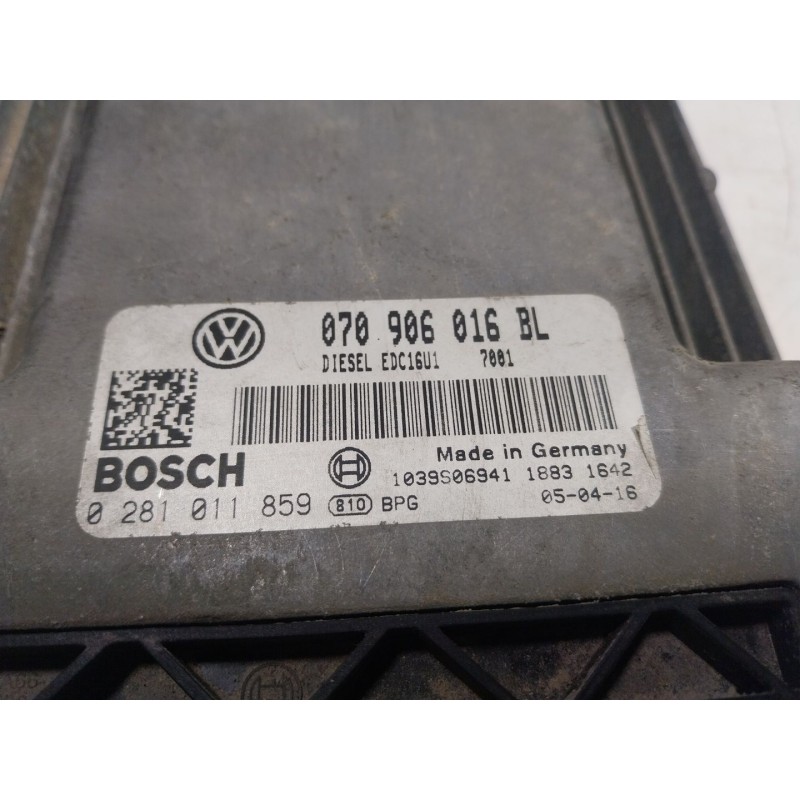 070 906 016 BL
DIESEL EDC16U1 7001
BOSCH
Made in Germany
1039S06941 1883 1642
0 281 011 859 810 BPG 05-04-16